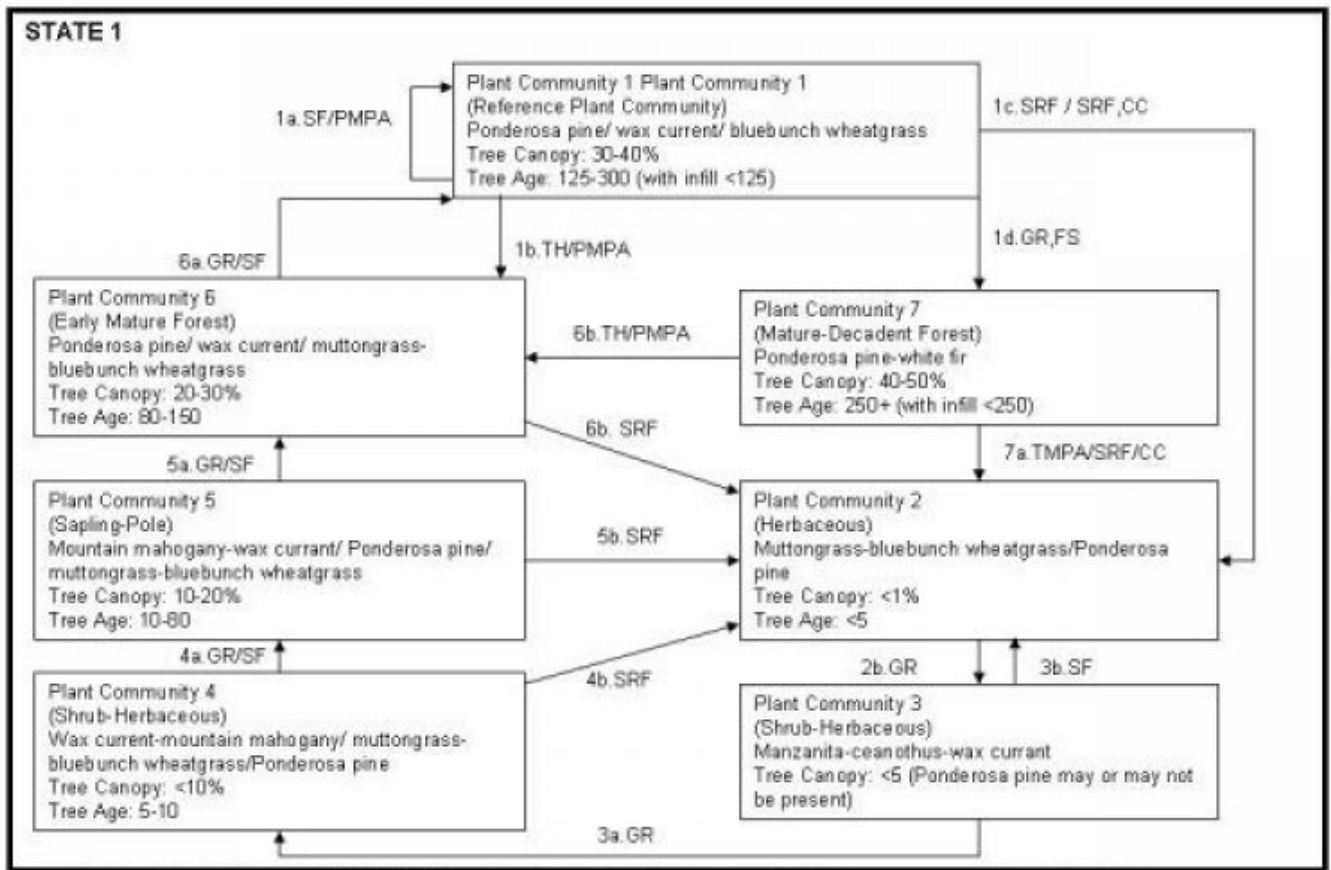 STATE 1
Plant Community 1 Plant Community 1
(Reference Plant Community)
Ponderosa pine/ wax current/ bluebunch wheatgrass
Tree Canopy: 30-40%
Tree Age: 125-300 (with infill <125)
1a.SF/PMPA
1c.SRF / SRF,CC
6a.GR/SF
1b.TH/PMPA
1d.GR,FS
Plant Community 6
(Early Mature Forest)
Ponderosa pine/ wax current/ muttongrass-
bluebunch wheatgrass
Tree Canopy: 20-30%
Tree Age: 80-150
6b.TH/PMPA
Plant Community 7
(Mature-Decadent Forest)
Ponderosa pine-white fir
Tree Canopy: 40-50%
Tree Age: 250+ (with infill <250)
6b. SRF
5a.GR/SF
7a.TMPA/SRF/CC
Plant Community 5
(Sapling-Pole)
Mountain mahogany-wax currant/ Ponderosa pine/
muttongrass-bluebunch wheatgrass
Tree Canopy: 10-20%
Tree Age: 10-80
5b.SRF
Plant Community 2
(Herbaceous)
Muttongrass-bluebunch wheatgrass/Ponderosa
pine
Tree Canopy: <1%
Tree Age: <5
4a.GR/SF
4b.SRF
2b.GR
3b.SF
Plant Community 4
(Shrub-Herbaceous)
Wax current-mountain mahogany/ muttongrass-
bluebunch wheatgrass/Ponderosa pine
Tree Canopy: <10%
Tree Age: 5-10
Plant Community 3
(Shrub-Herbaceous)
Manzanita-ceanothus-wax currant
Tree Canopy: <5 (Ponderosa pine may or may not
be present)
3a.GR